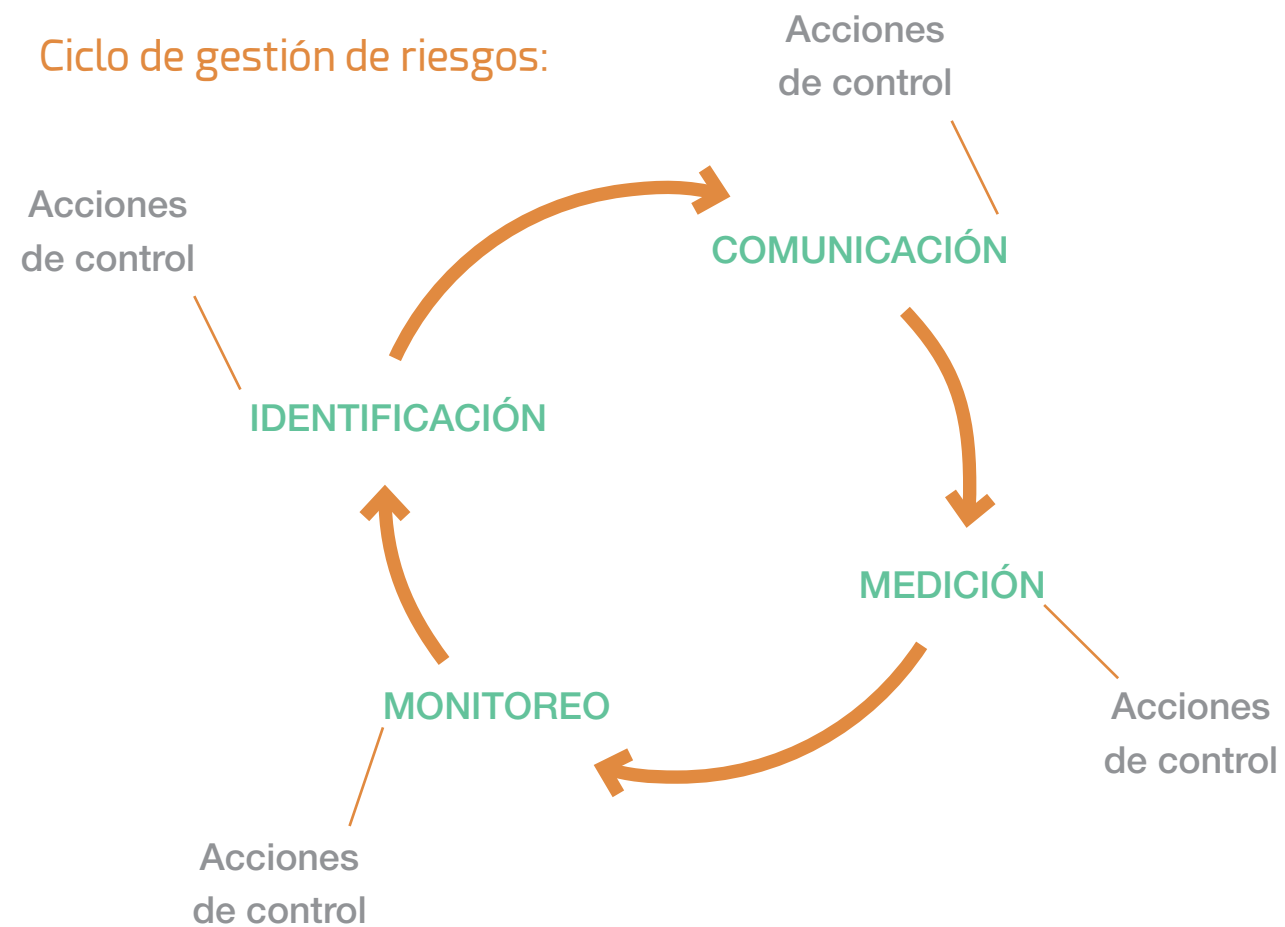 Ciclo de gestión de riesgos:
Acciones
de control
Acciones
de control
COMUNICACIÓN
IDENTIFICACIÓN
MEDICIÓN
MONITOREO
Acciones
de control
Acciones
de control